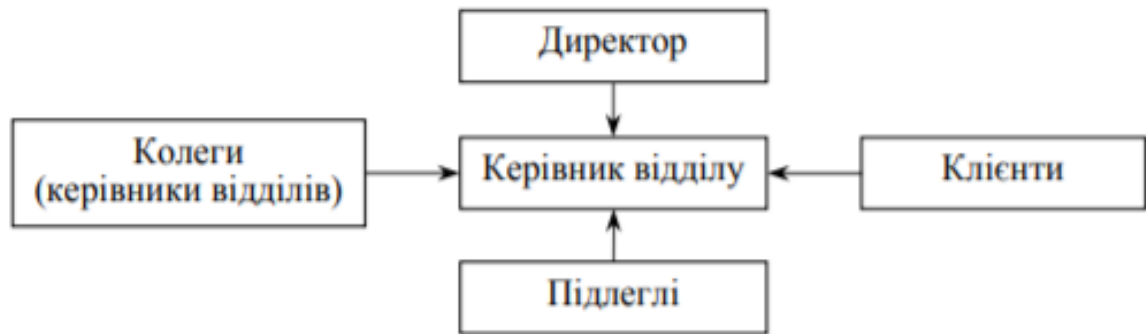 Директор
Колеги
(керівники відділів)
Керівник відділу
Клієнти
Підлеглі